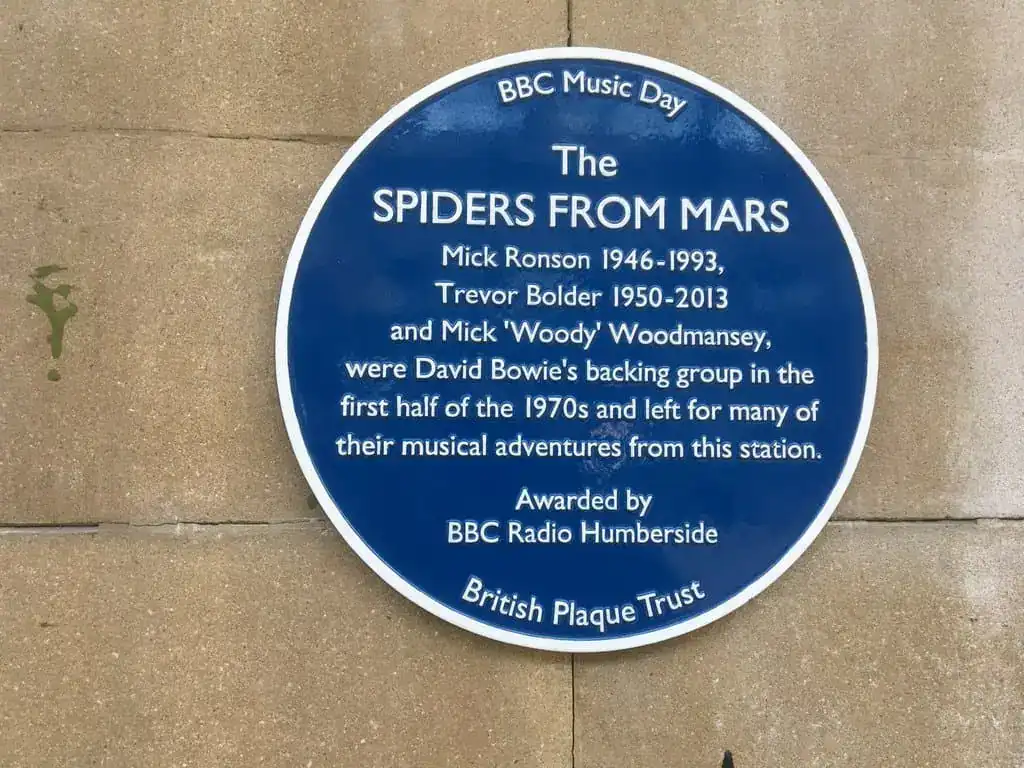 BBC Music Day
The
SPIDERS FROM MARS
Mick Ronson 1946-1993,
Trevor Bolder 1950-2013
and Mick 'Woody' Woodmansey,
were David Bowie's backing group in the
first half of the 1970s and left for many of
their musical adventures from this station.
Awarded by
BBC Radio Humberside
British Plaque Trust